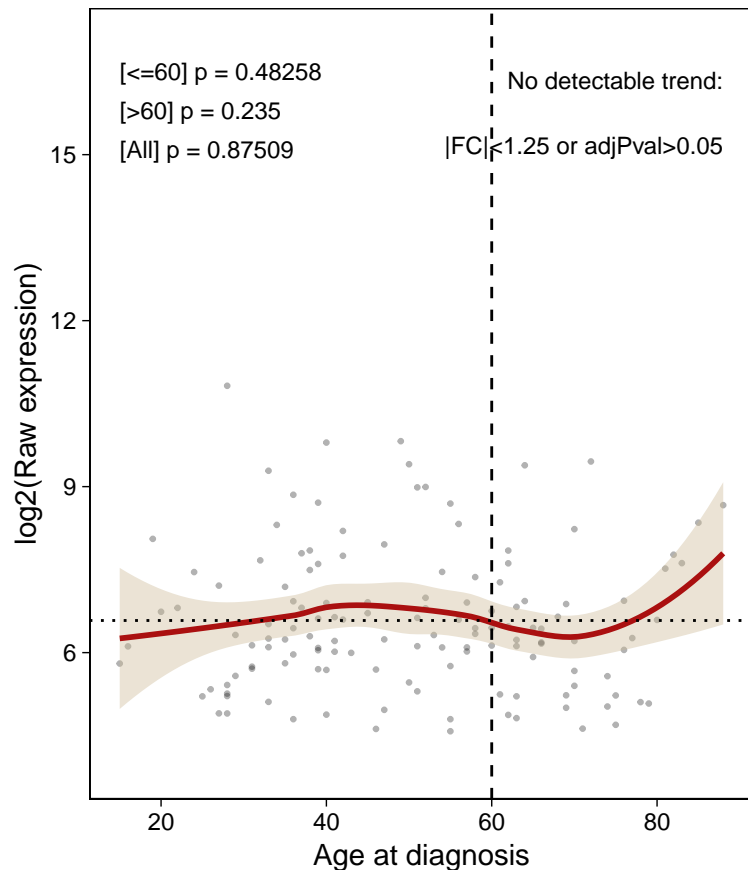 [<=60] p = 0.48258
[>60] p = 0.235
[All] p = 0.87509
No detectable trend:
|FC|<1.25 or adjPval>0.05
log2(Raw expression)
15
12
9
6
20
40
60
80
Age at diagnosis